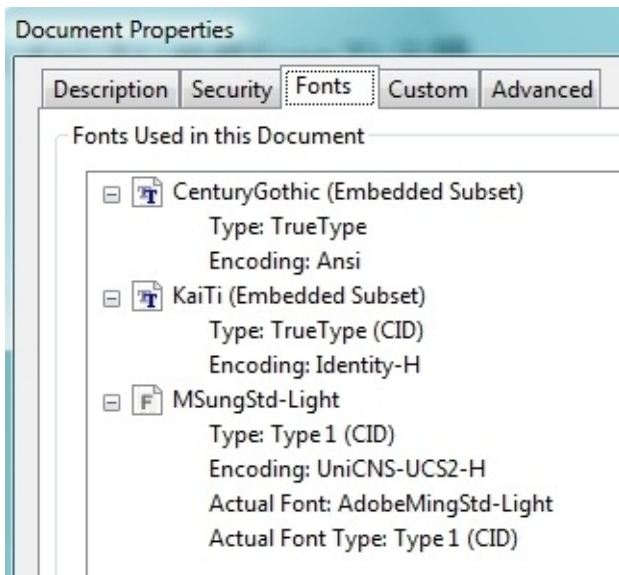 Document Properties
Description Security Fonts Custom Advanced
Fonts Used in this Document
CenturyGothic (Embedded Subset)
Type: TrueType
Encoding: Ansi
KaiTi (Embedded Subset)
Type: TrueType (CID)
Encoding: Identity-H
MSungStd-Light
Type: Type 1 (CID)
Encoding: UniCNS-UCS2-H
Actual Font: AdobeMingStd-Light
Actual Font Type: Type 1 (CID)